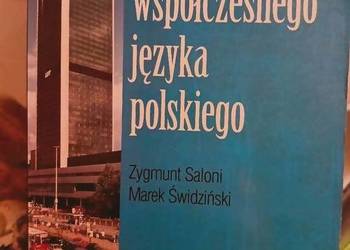 współczesnego
języka
polskiego
Zygmunt Saloni
Marek Świdziński